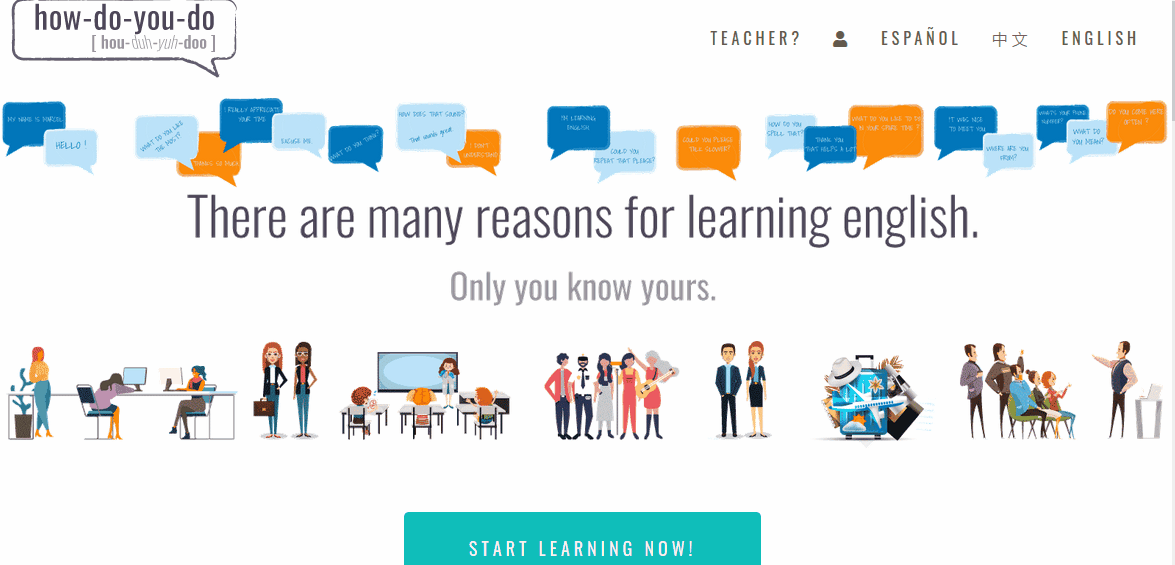 how-do-you-do
[ hou-duh-yuh-doo ]
TEACHER?
ESPAÑOL
中文
ENGLISH
MY NAME IS MARCEL
HELLO !
WHAT DO YOU LIKE
THE MOST?
THANKS SO MUCH
I REALLY APPRECIATE
YOUR TIME
EXCUSE ME
WHAT DO YOU THINK?
HOW DOES THAT SOUND?
That sounds great
I DON'T
UNDERSTAND
I'M LEARNING
ENGLISH
COULD YOU
REPEAT THAT PLEASE?
COULD YOU PLEASE
TALK SLOWER?
HOW DO YOU
SPELL THAT?
THANK YOU
THAT HELPS A LOT
WHAT DO YOU LIKE TO DO
IN YOUR SPARE TIME ?
IT WAS NICE
TO MEET YOU
WHERE ARE YOU
FROM?
WHAT'S YOUR PHONE
NUMBER?
WHAT DO
YOU MEAN?
DO YOU COME HERE
OFTEN ?
There are many reasons for learning english.
Only you know yours.
START LEARNING NOW!